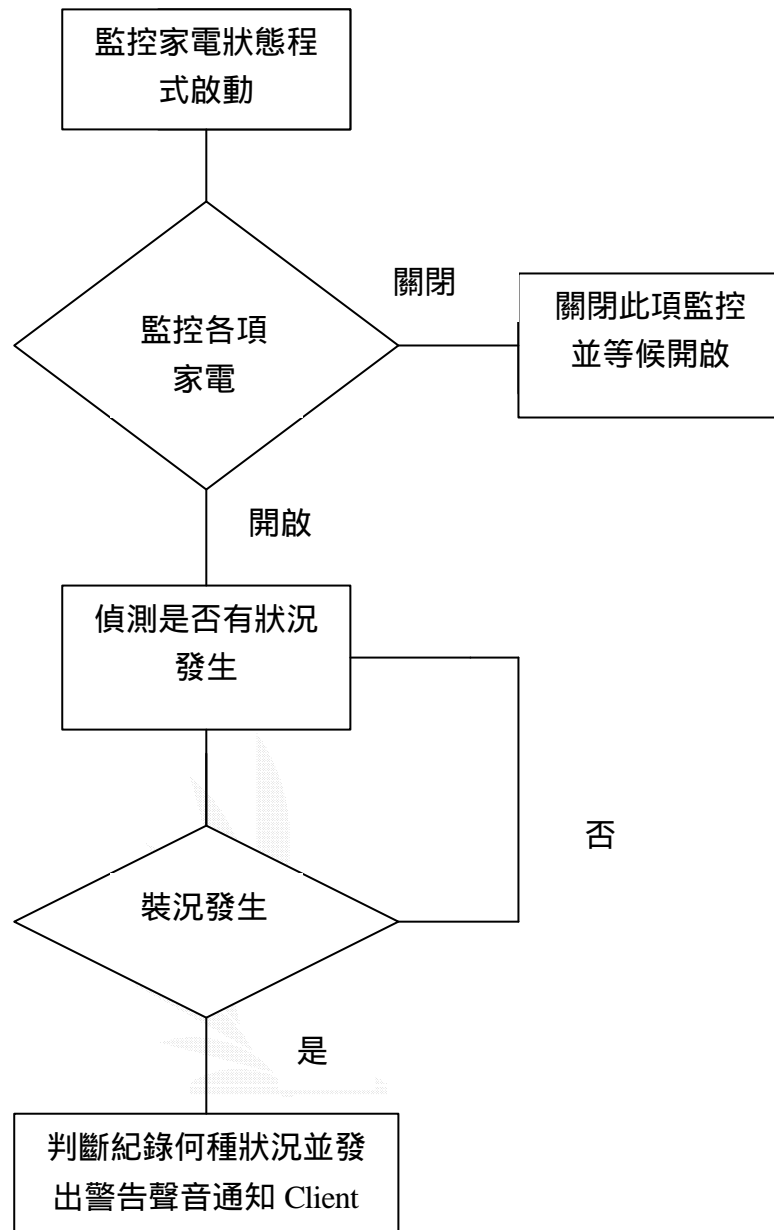 監控家電狀態程
式啟動
監控各項
家電
關閉
關閉此項監控
並等候開啟
開啟
偵測是否有狀況
發生
裝況發生
否
是
判斷紀錄何種狀況並發
出警告聲音通知 Client